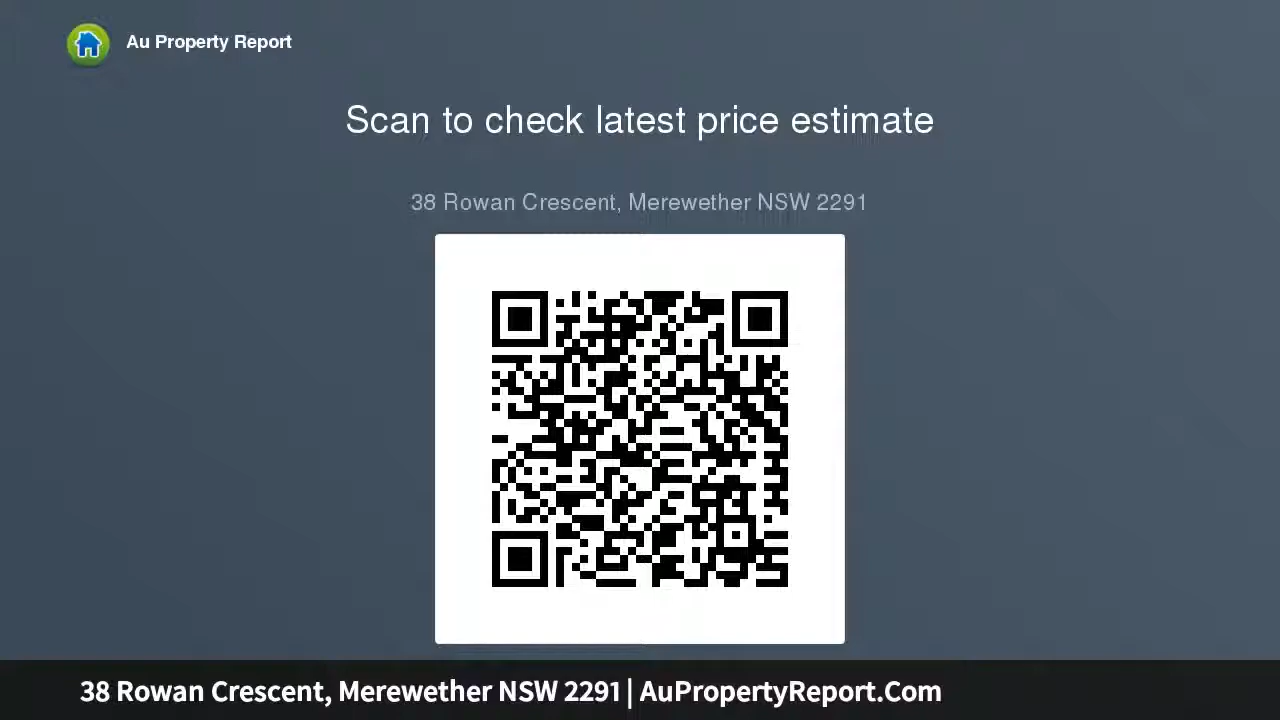 Au Property Report
Scan to check latest price estimate
38 Rowan Crescent, Merewether NSW 2291
38 Rowan Crescent, Merewether NSW 2291 | AuPropertyReport.Com